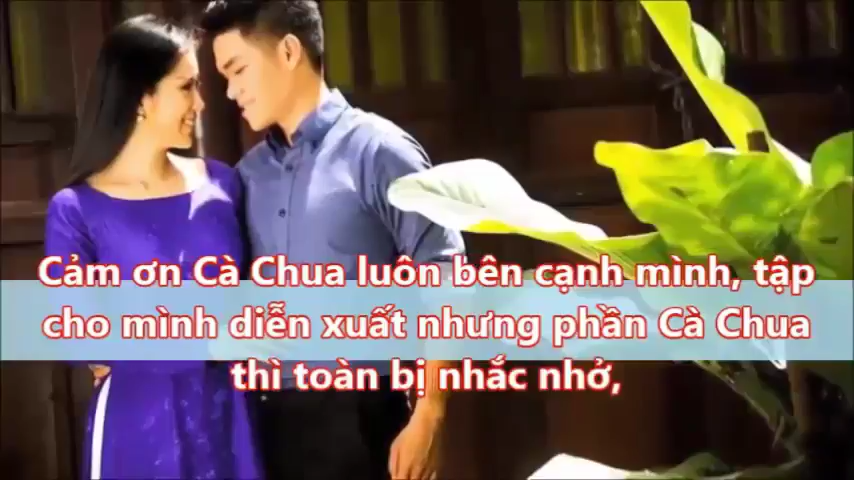 Cảm ơn Cà Chua luôn bên cạnh mình, tập
cho mình diễn xuất nhưng phần Cà Chua
thì toàn bị nhắc nhở,